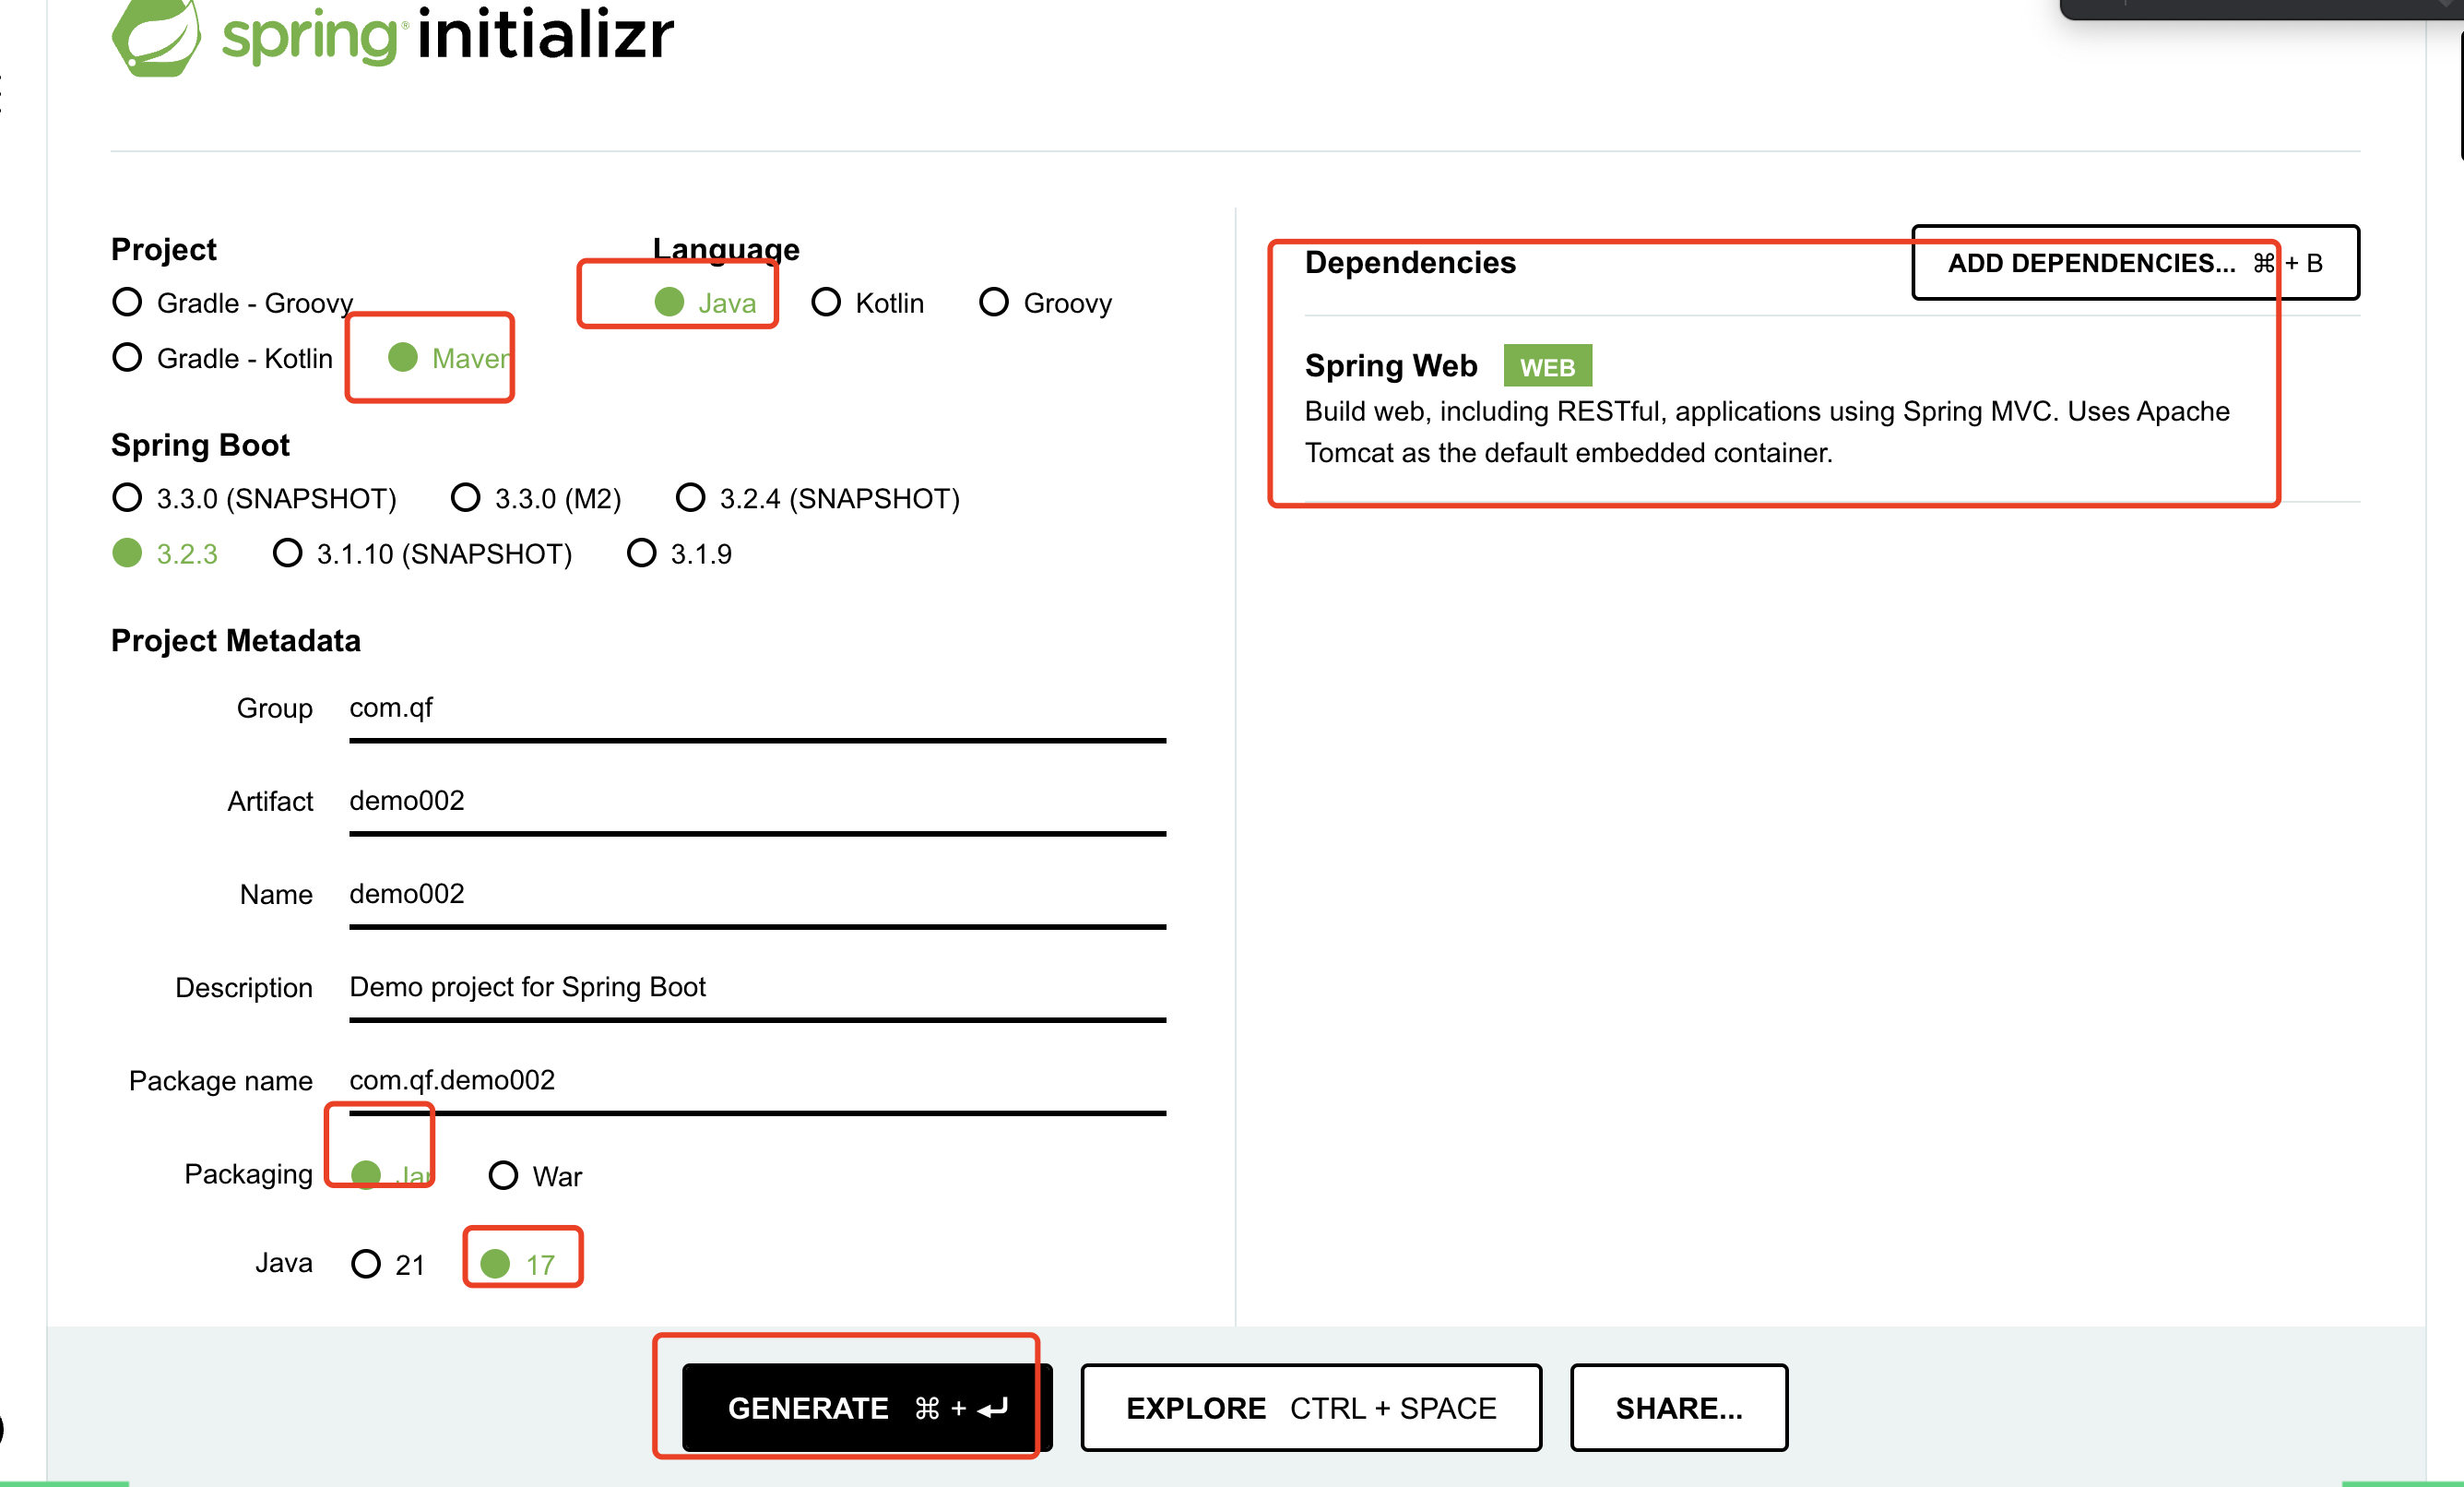 spring initializr
Project
Gradle - Groovy
Gradle - Kotlin Maven
Language
Java Kotlin Groovy
Spring Boot
3.3.0 (SNAPSHOT) 3.3.0 (M2) 3.2.4 (SNAPSHOT)
3.2.3 3.1.10 (SNAPSHOT) 3.1.9
Project Metadata
Group com.qf
Artifact demo002
Name demo002
Description Demo project for Spring Boot
Package name com.qf.demo002
Packaging Jar War
Java 21 17
Dependencies ADD DEPENDENCIES... ⌘ + B
Spring Web WEB
Build web, including RESTful, applications using Spring MVC. Uses Apache
Tomcat as the default embedded container.
GENERATE ⌘ + ↵ EXPLORE CTRL + SPACE SHARE...